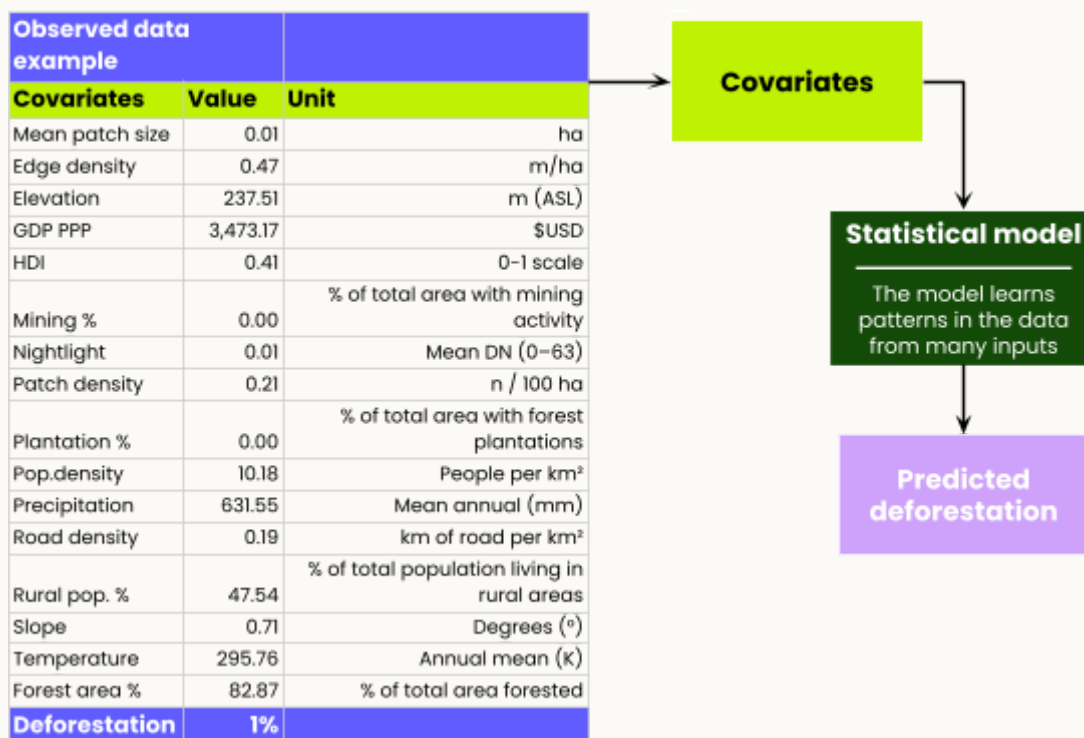 Observed data
example
Covariates Value Unit
Mean patch size 0.01 ha
Edge density 0.47 m/ha
Elevation 237.51 m (ASL)
GDP PPP 3,473.17 $USD
HDI 0.41 0-1 scale
% of total area with mining
Mining % 0.00 activity
Nightlight 0.01 Mean DN (0–63)
Patch density 0.21 n / 100 ha
% of total area with forest
Plantation % 0.00 plantations
Pop.density 10.18 People per km²
Precipitation 631.55 Mean annual (mm)
Road density 0.19 km of road per km²
% of total population living in
Rural pop. % 47.54 rural areas
Slope 0.71 Degrees (°)
Temperature 295.76 Annual mean (K)
Forest area % 82.87 % of total area forested
Deforestation 1%
Covariates
Statistical model
The model learns
patterns in the data
from many inputs
Predicted
deforestation